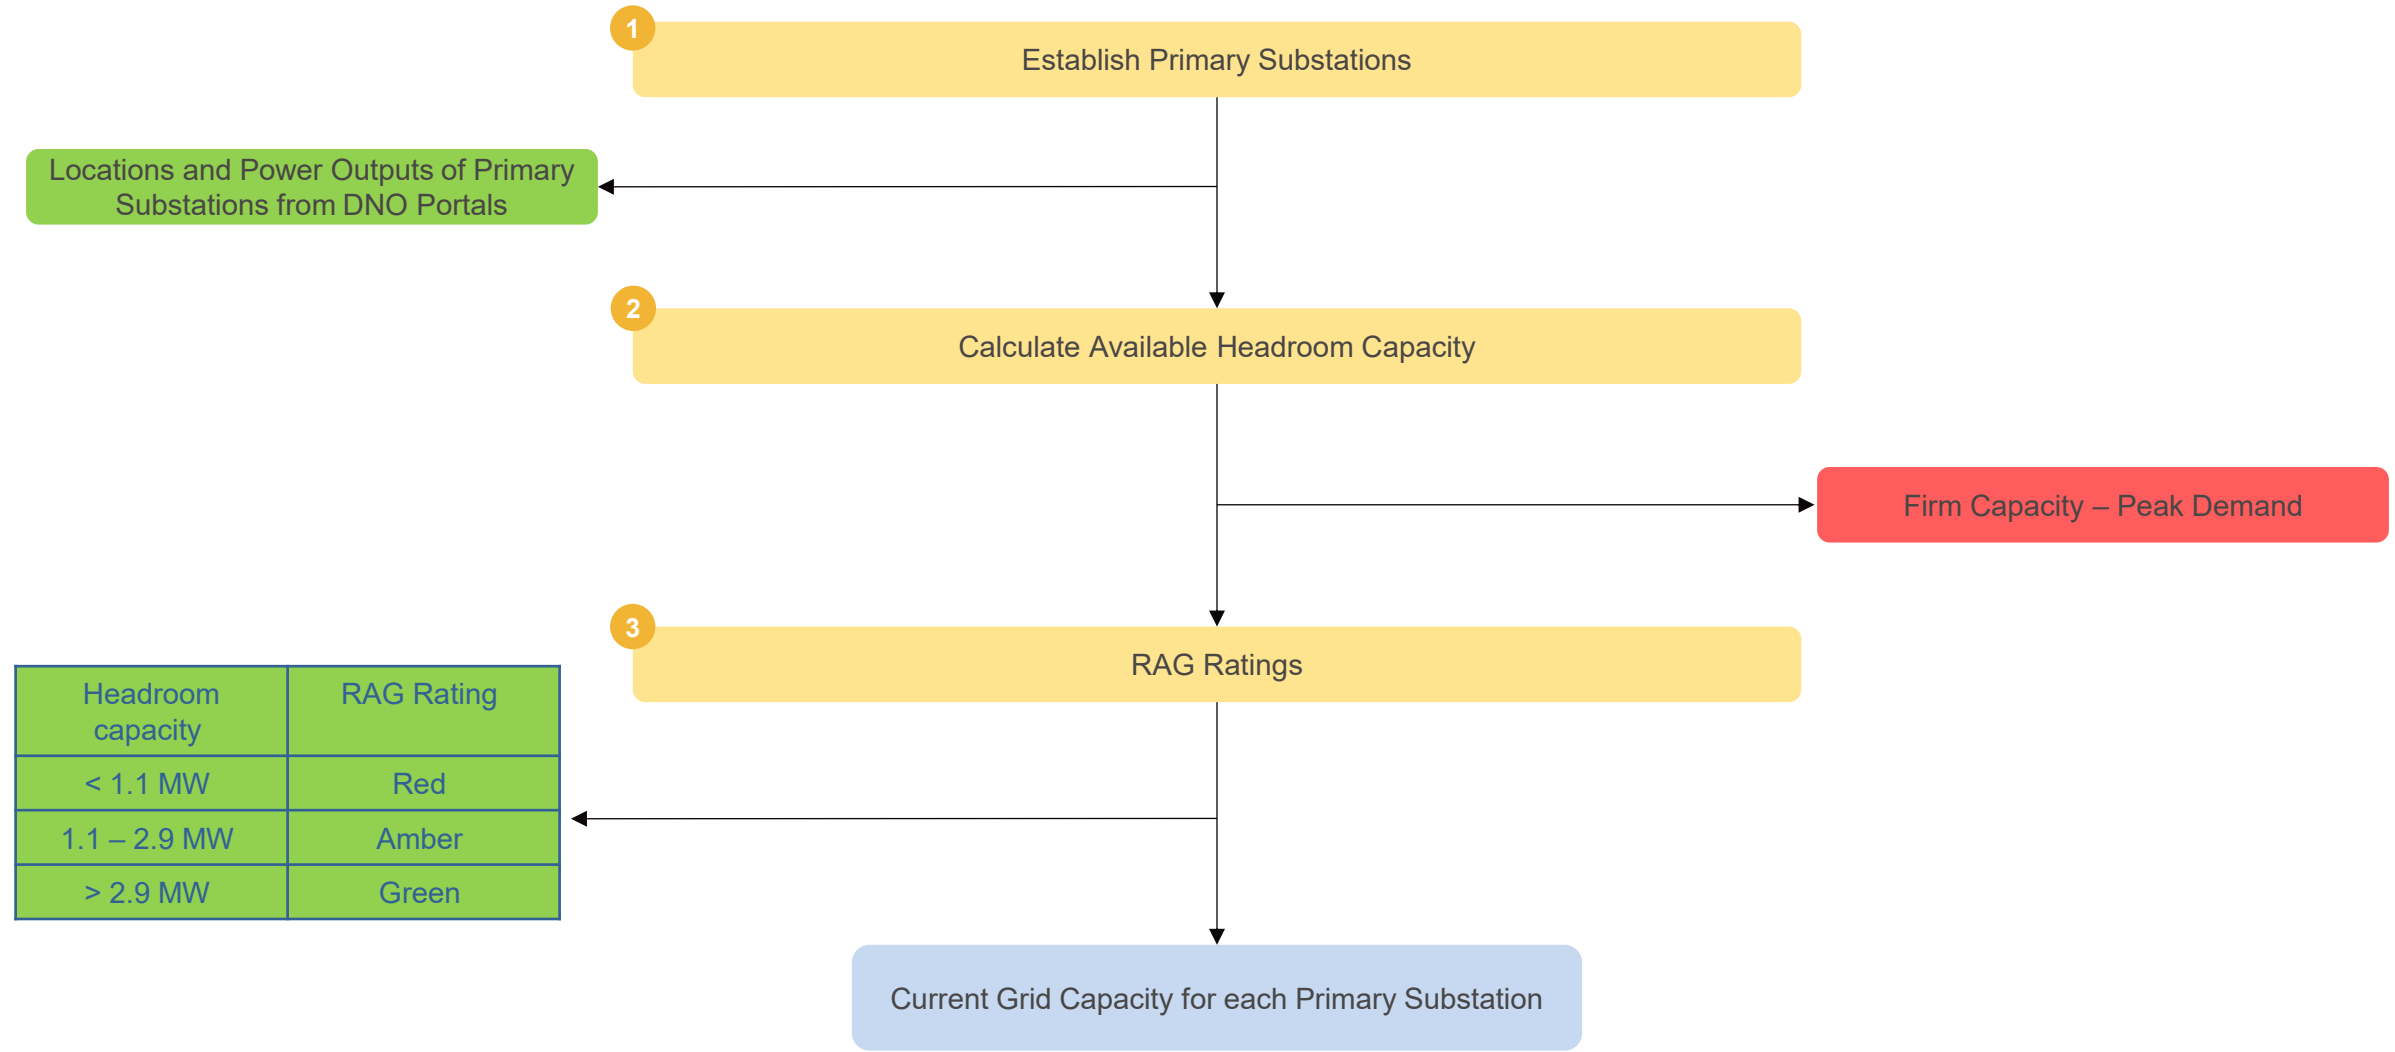 1
Establish Primary Substations
Locations and Power Outputs of Primary
Substations from DNO Portals
2
Calculate Available Headroom Capacity
Firm Capacity – Peak Demand
3
RAG Ratings
Headroom
capacity
RAG Rating
< 1.1 MW
Red
1.1 – 2.9 MW
Amber
> 2.9 MW
Green
Current Grid Capacity for each Primary Substation